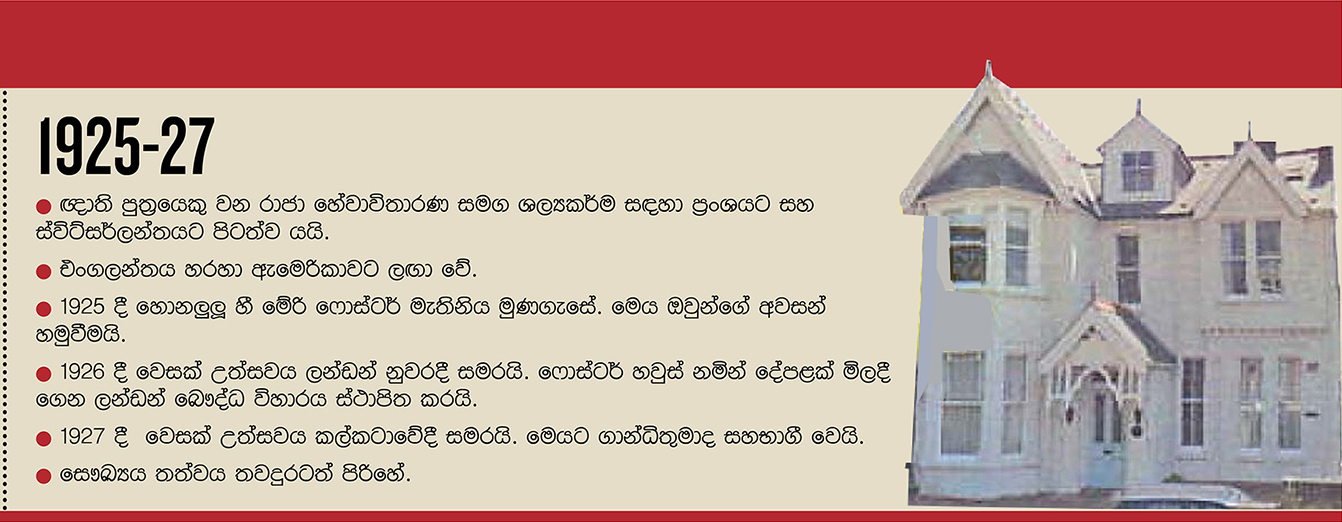 1925-27
● ඥාති පුත්‍රයෙකු වන රාජා හේවාවිතාරණ සමග ශල්‍යකර්ම සඳහා ප්‍රංශයට සහ
ස්විට්සර්ලන්තයට පිටත්ව යයි.
● එංගලන්තය හරහා ඇමෙරිකාවට ලඟා වේ.
● 1925 දී හොනලුලූ හී මේරි ෆොස්ටර් මැතිනිය මුණගැසේ. මෙය ඔවුන්ගේ අවසන්
හමුවීමයි.
● 1926 දී වෙසක් උත්සවය ලන්ඩන් නුවරදී සමරයි. ෆොස්ටර් හවුස් නමින් දේපළක් මිලදී
ගෙන ලන්ඩන් බෞද්ධ විහාරය ස්ථාපිත කරයි.
● 1927 දී වෙසක් උත්සවය කල්කටාවේදී සමරයි. මෙයට ගාන්ධිතුමාද සහභාගී වෙයි.
● සෞඛ්‍යය තත්වය තවදුරටත් පිරිහේ.